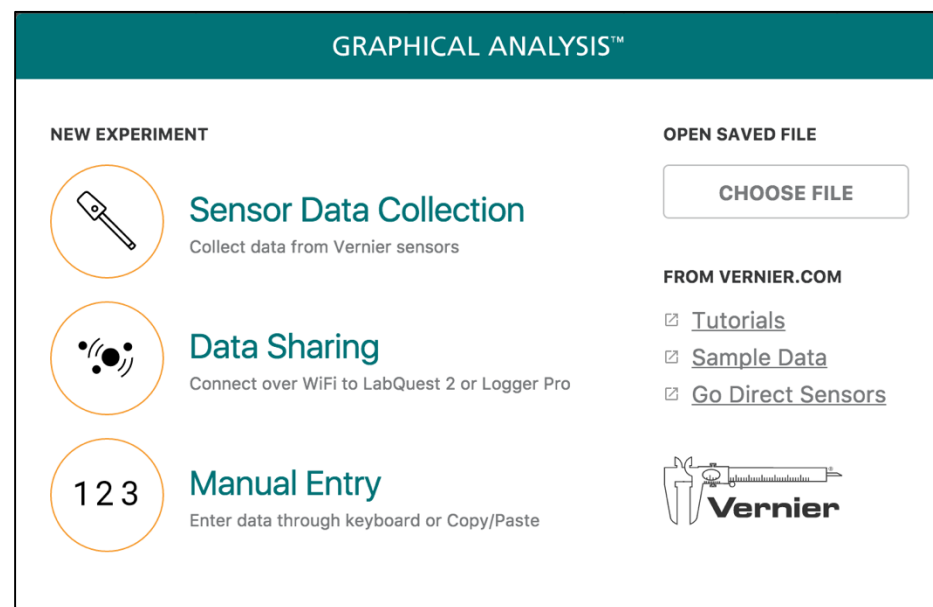 GRAPHICAL ANALYSIS™
NEW EXPERIMENT
Sensor Data Collection
Collect data from Vernier sensors
Data Sharing
Connect over WiFi to LabQuest 2 or Logger Pro
123
Manual Entry
Enter data through keyboard or Copy/Paste
OPEN SAVED FILE
CHOOSE FILE
FROM VERNIER.COM
Tutorials
Sample Data
Go Direct Sensors
Vernier